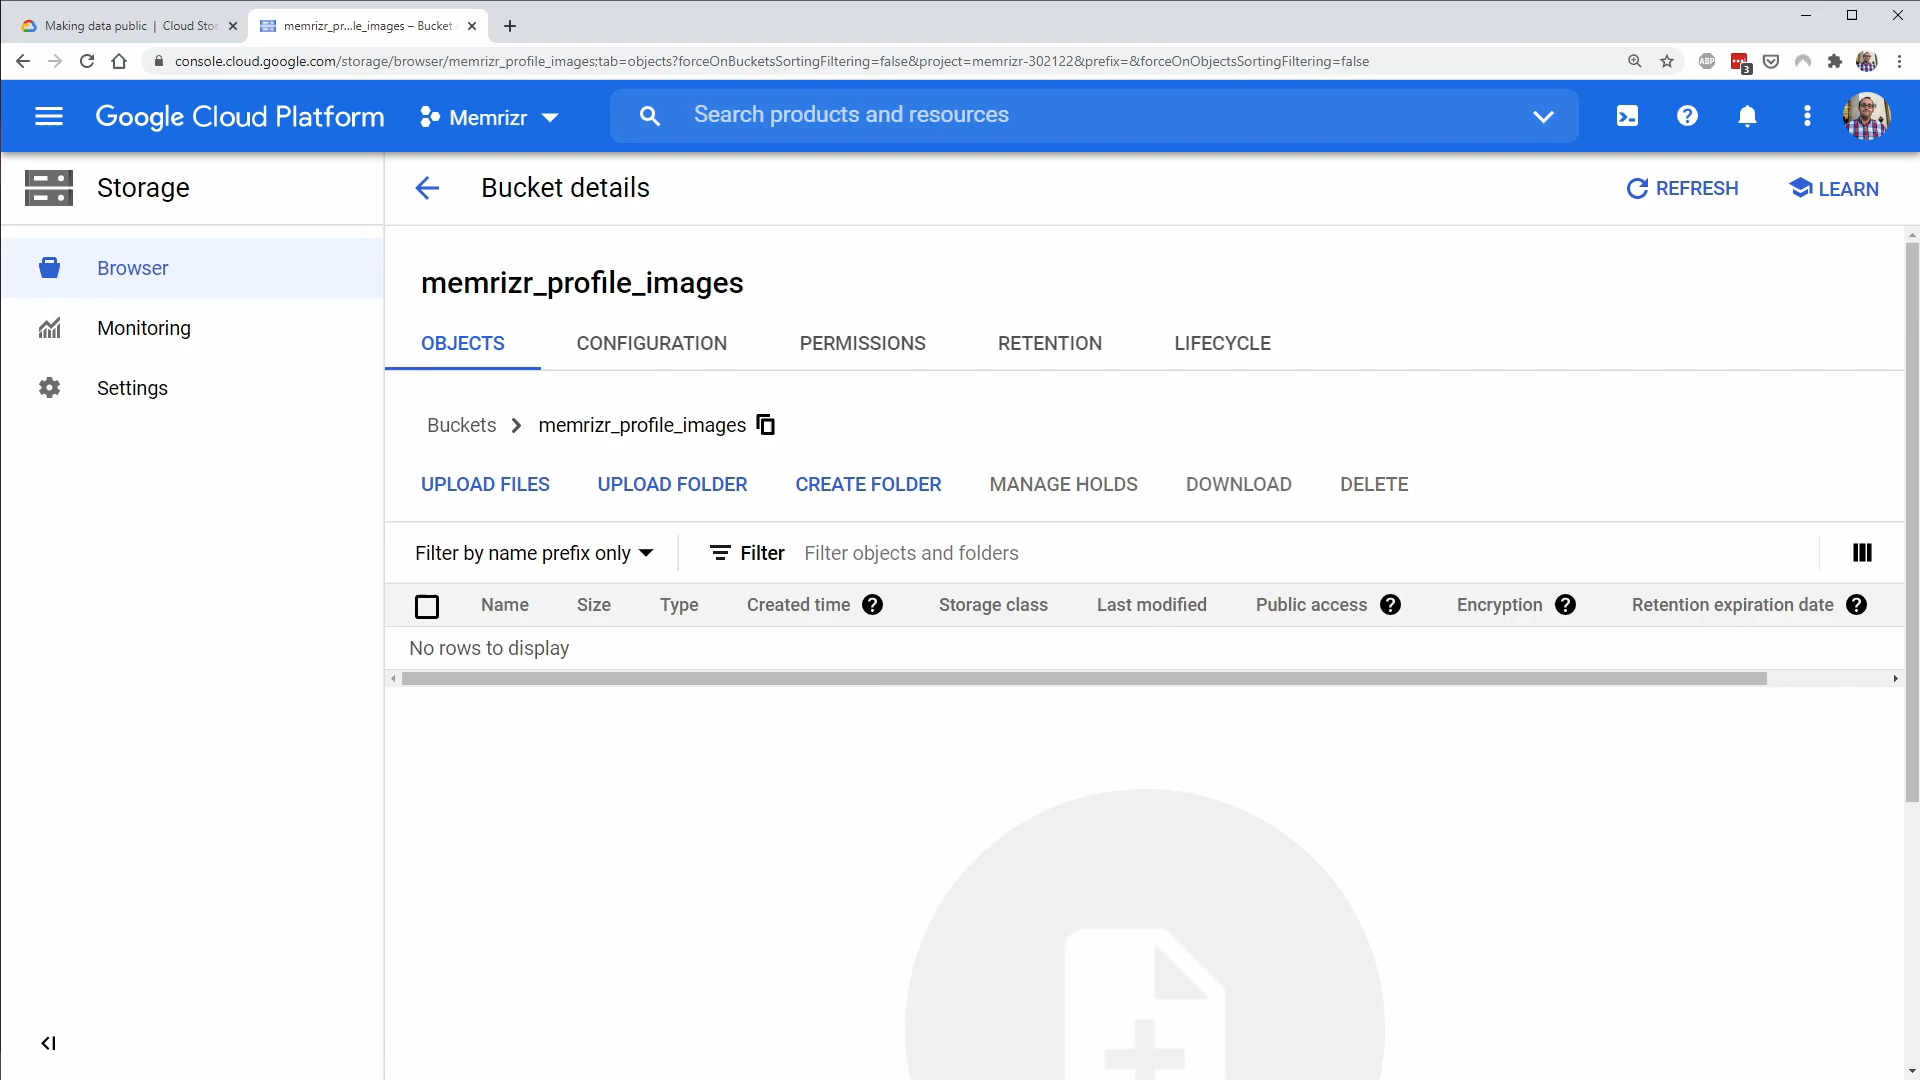 Making data public | Cloud Stor
memrizr_pr...le_images – Bucket
console.cloud.google.com/storage/browser/memrizr_profile_images;tab=objects?forceOnBucketsSortingFiltering=false&project=memrizr-302122&prefix=&forceOnObjectsSortingFiltering=false
ABP
3
Google Cloud Platform
Memrizr
Search products and resources
Storage
Bucket details
REFRESH
LEARN
Browser
Monitoring
Settings
memrizr_profile_images
OBJECTS
CONFIGURATION
PERMISSIONS
RETENTION
LIFECYCLE
Buckets
memrizr_profile_images
UPLOAD FILES
UPLOAD FOLDER
CREATE FOLDER
MANAGE HOLDS
DOWNLOAD
DELETE
Filter by name prefix only
Filter
Filter objects and folders
Name
Size
Type
Created time
Storage class
Last modified
Public access
Encryption
Retention expiration date
No rows to display